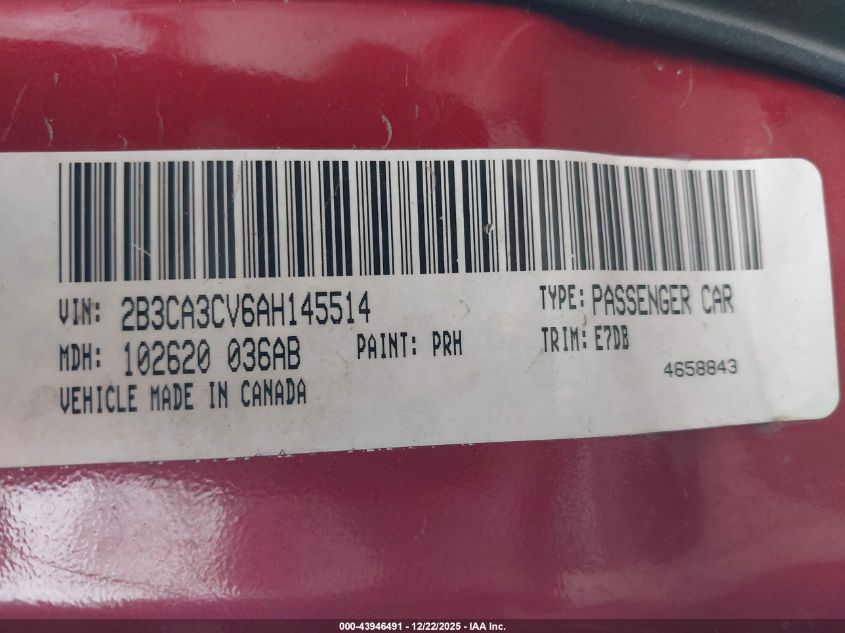 VIN: 2B3CA3CV6AH145514 TYPE: PASSENGER CAR
MDH: 102620 036AB PAINT: PRH TRIM: E7DB
4658843
VEHICLE MADE IN CANADA
000-43946491 - 12/22/2025 - IAA Inc.